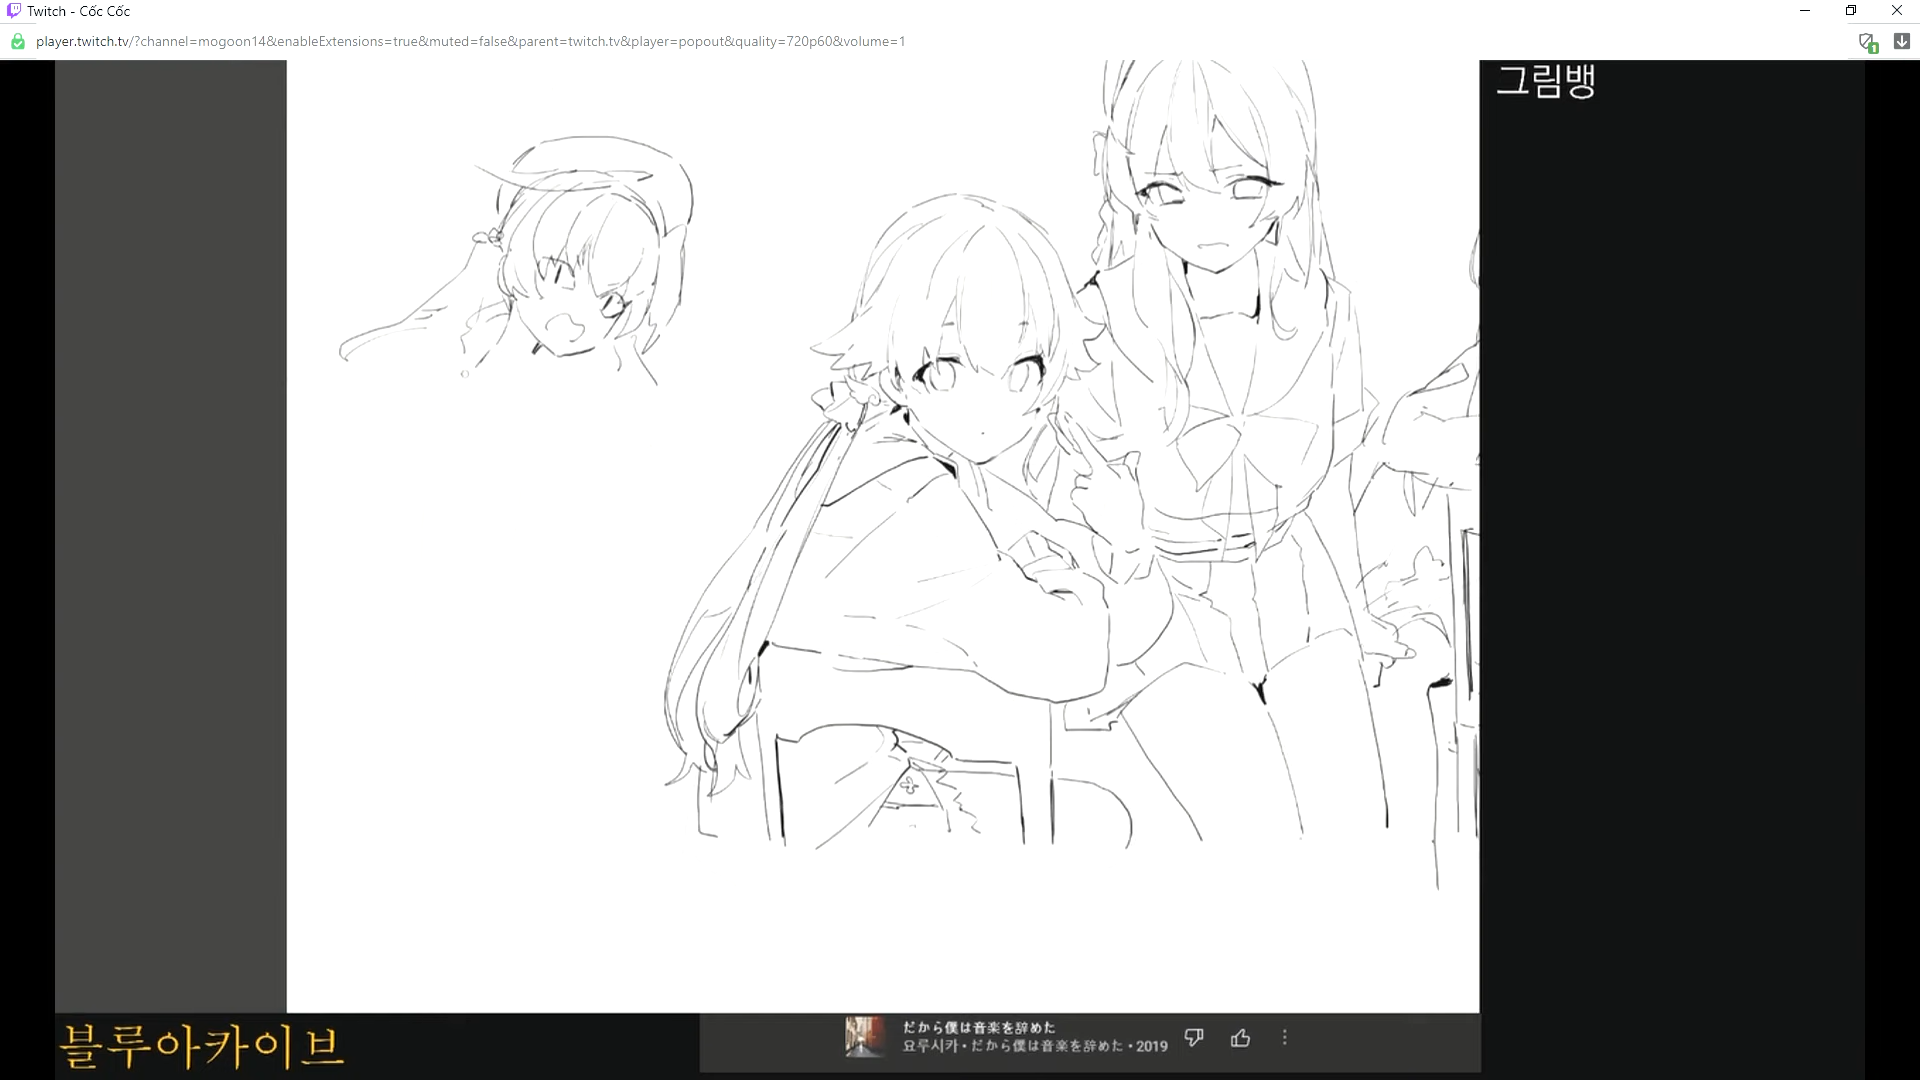 Twitch - Cốc Cốc
player.twitch.tv/?channel=mogoon14&enableExtensions=true&muted=false&parent=twitch.tv&player=popout&quality=720p60&volume=1
1
그림뱅
블루아카이브
だから僕は音楽を辞めた
요루시카 • だから僕は音楽を辞めた • 2019